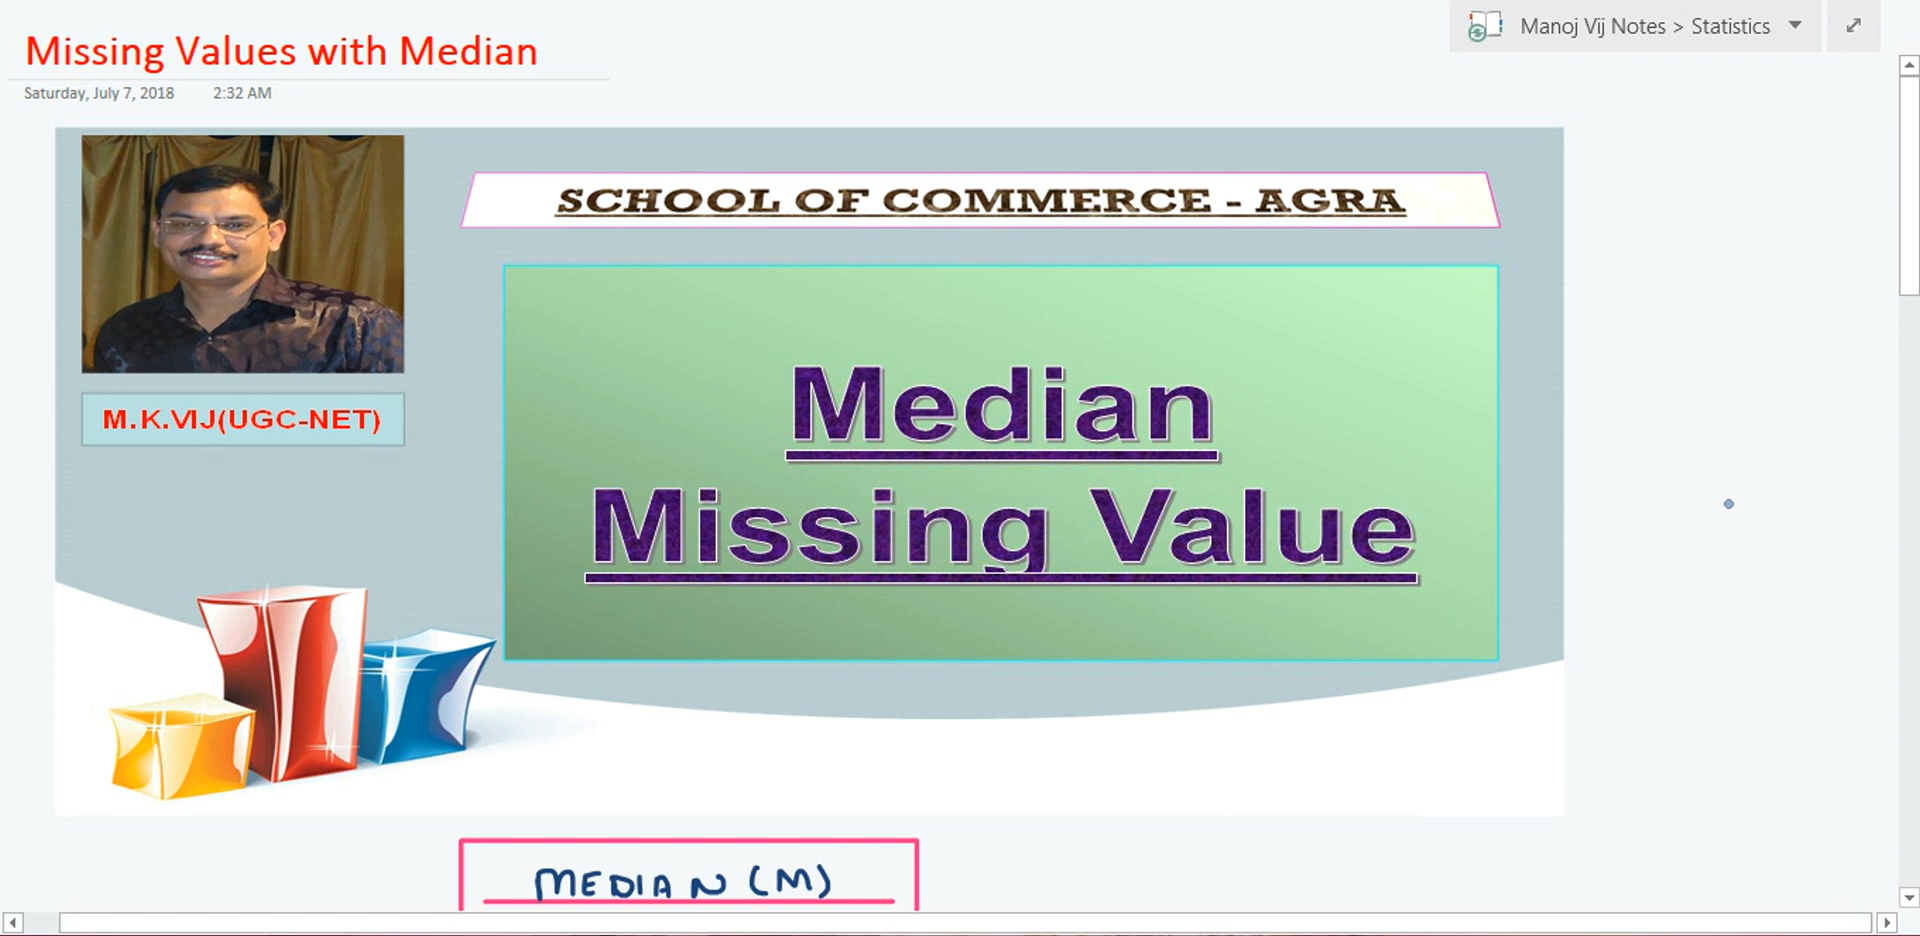 Manoj Vij Notes > Statistics
Missing Values with Median
Saturday, July 7, 2018 2:32 AM
SCHOOL OF COMMERCE - AGRA
M.K.VIJ(UGC-NET)
Median
Missing Value
MEDIAN (M)